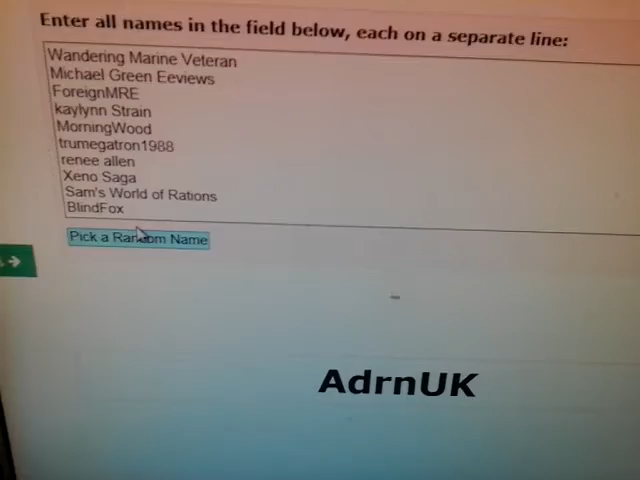 Enter all names in the field below, each on a separate line:
Wandering Marine Veteran
Michael Green Eeviews
ForeignMRE
kaylynn Strain
MorningWood
trumegatron1988
renee allen
Xeno Saga
Sam's World of Rations
BlindFox
Pick a Random Name
AdrnUK